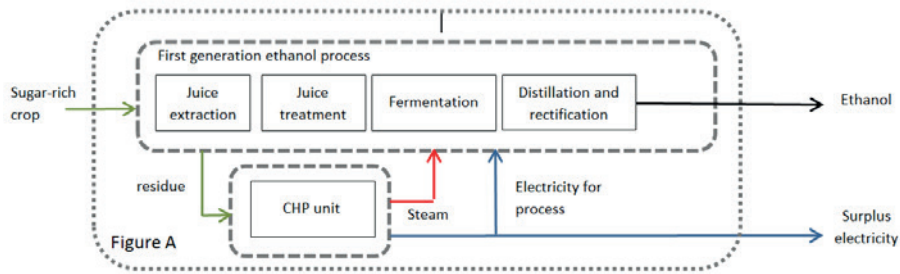 First generation ethanol process
Sugar-rich
crop
Juice
extraction
Juice
treatment
Fermentation
Distillation and
rectification
Ethanol
residue
CHP unit
Steam
Electricity for
process
Surplus
electricity
Figure A